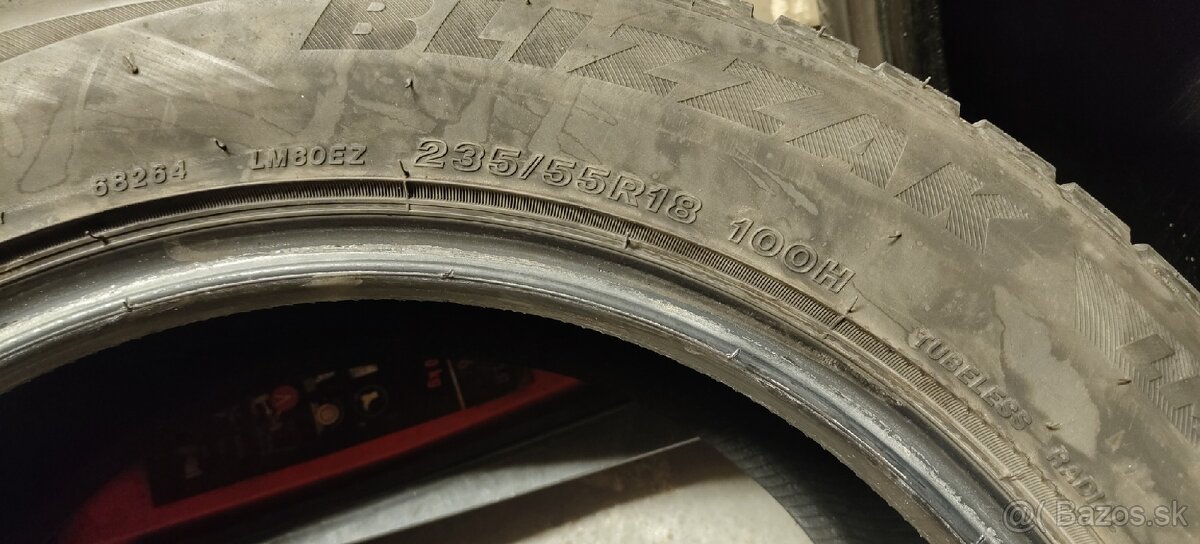 BLIZZAK
68264 LM80EZ 235/55R18 100H
TUBELESS
Bazos.sk